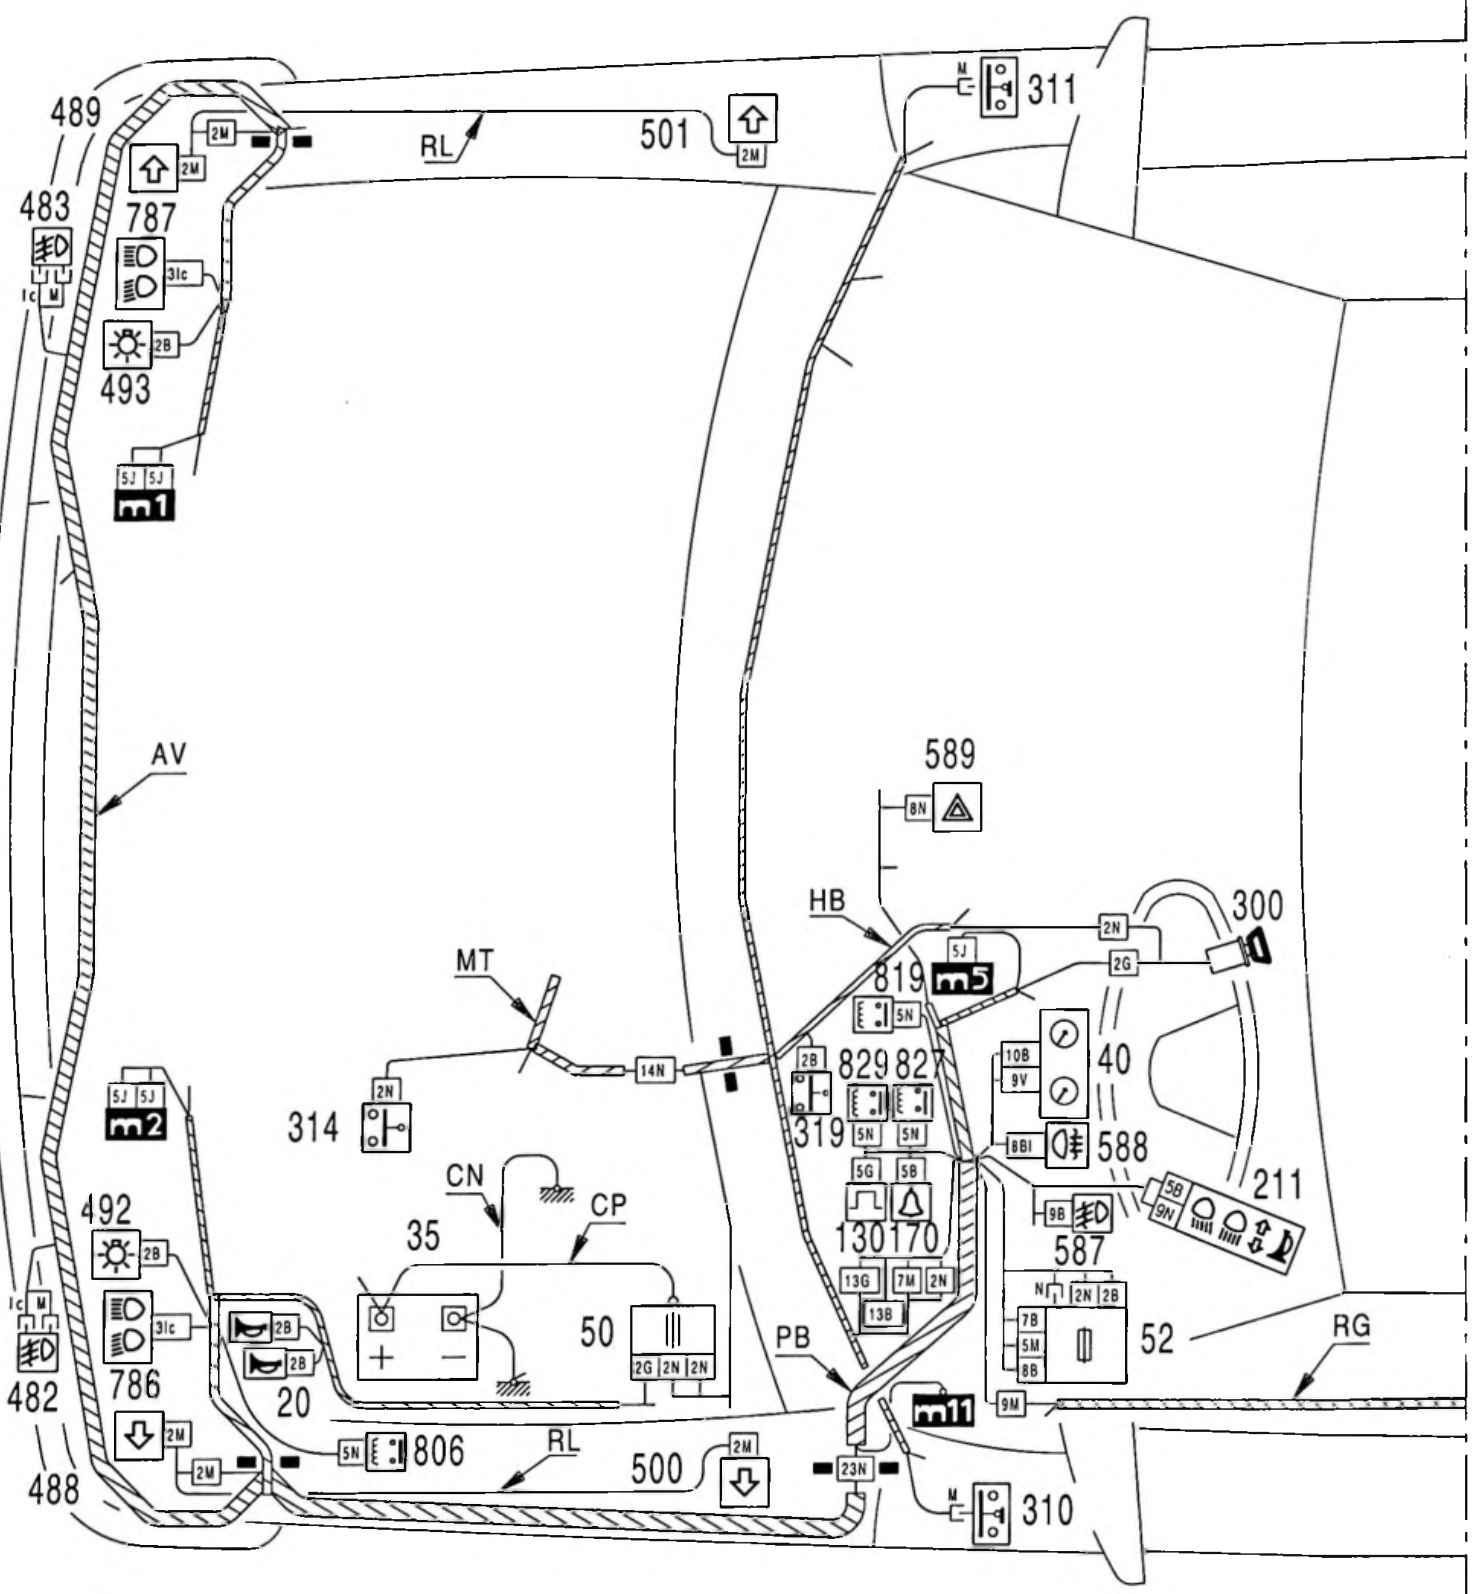 M
311
489
2M
RL
501
2M
2M
483
787
3Ic
Ic
M
2B
493
5J 5J
m1
589
AV
8N
HB
300
2N
5J
MT
2G
819
m5
5N
14N
2B
10B
40
829 827
9V
2N
5J 5J
314
m2
319
5N
5N
8BI
588
CN
5G
5B
5B
211
492
CP
9N
35
9B
2B
130 170
587
13G
7M
2N
N
2N 2B
Ic
M
3Ic
2B
13B
50
7B
52
RG
PB
5M
+
−
2B
2G 2N 2N
8B
482
786
20
m11
9M
2M
RL
2M
5N
806
500
2M
23N
488
M
310